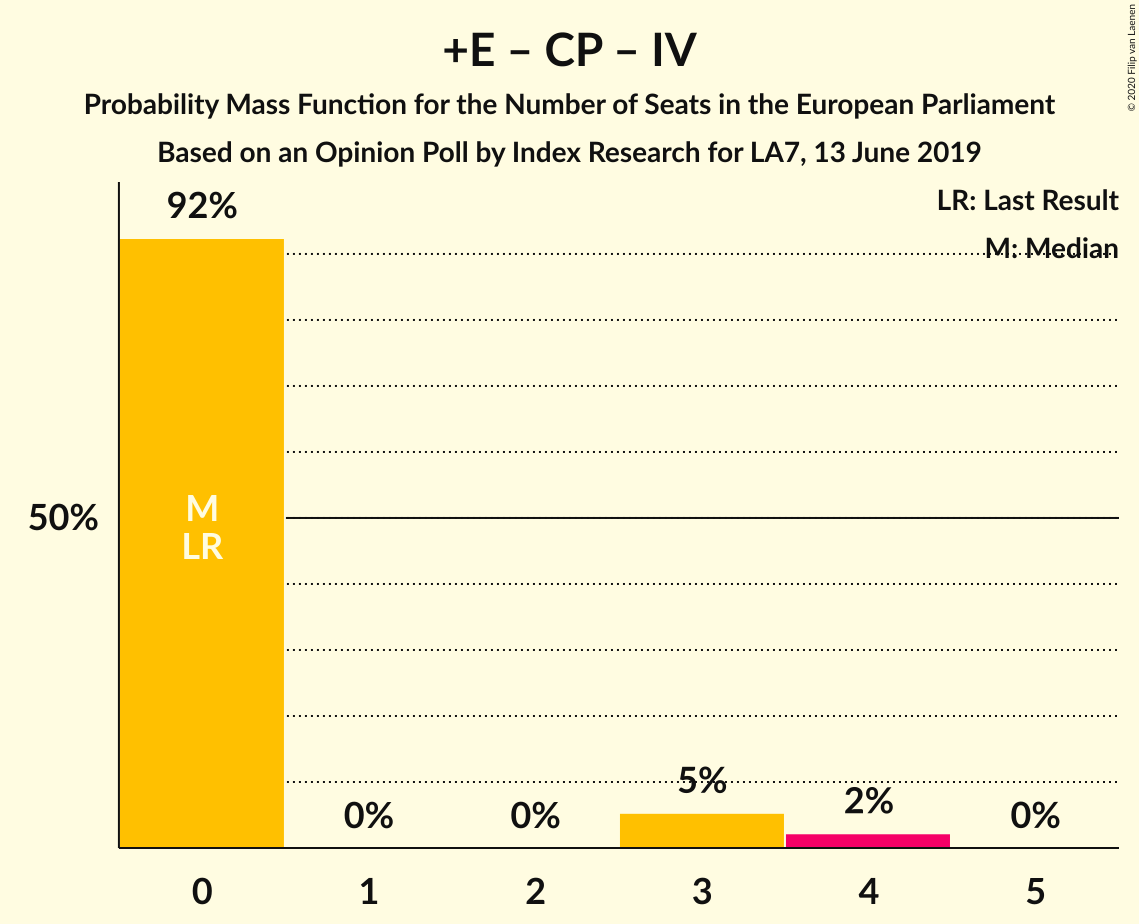 +E – CP – IV
Probability Mass Function for the Number of Seats in the European Parliament
Based on an Opinion Poll by Index Research for LA7, 13 June 2019
© 2020 Filip van Laenen
LR: Last Result
M: Median
92%
50%
M
LR
0%
0%
5%
2%
0%
0
1
2
3
4
5